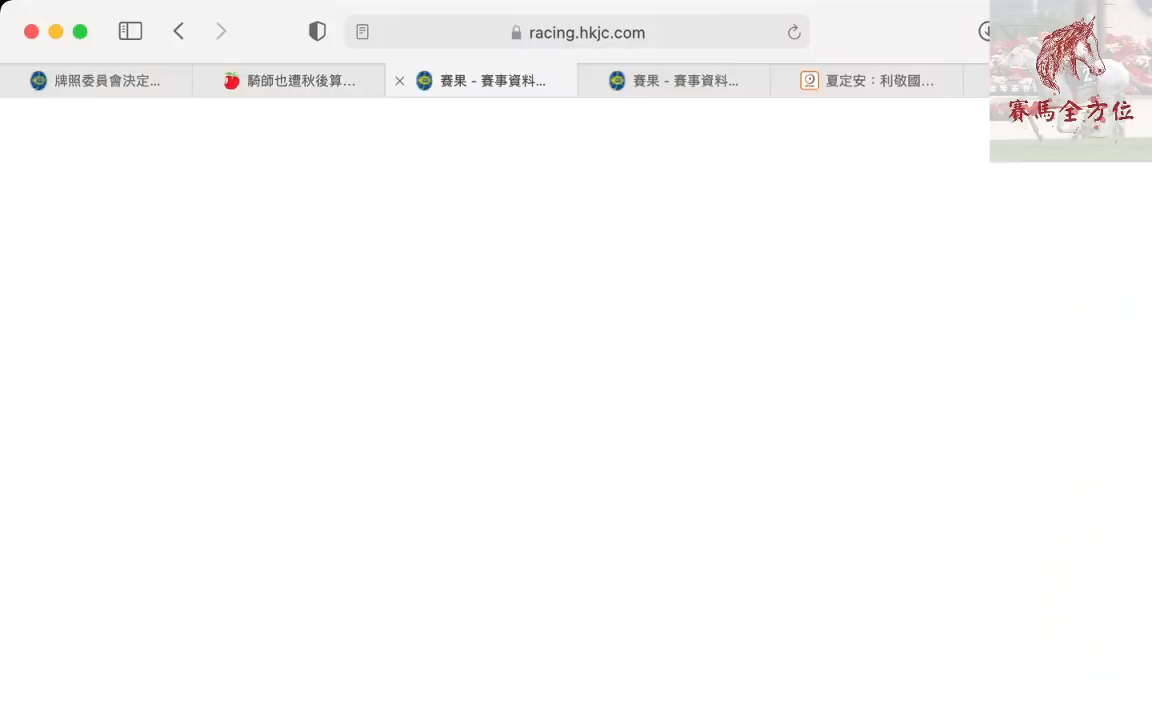 racing.hkjc.com
牌照委員會決定...
騎師也遭秋後算...
賽果 - 賽事資料...
賽果 - 賽事資料...
夏定安：利敬國...
賽馬全方位